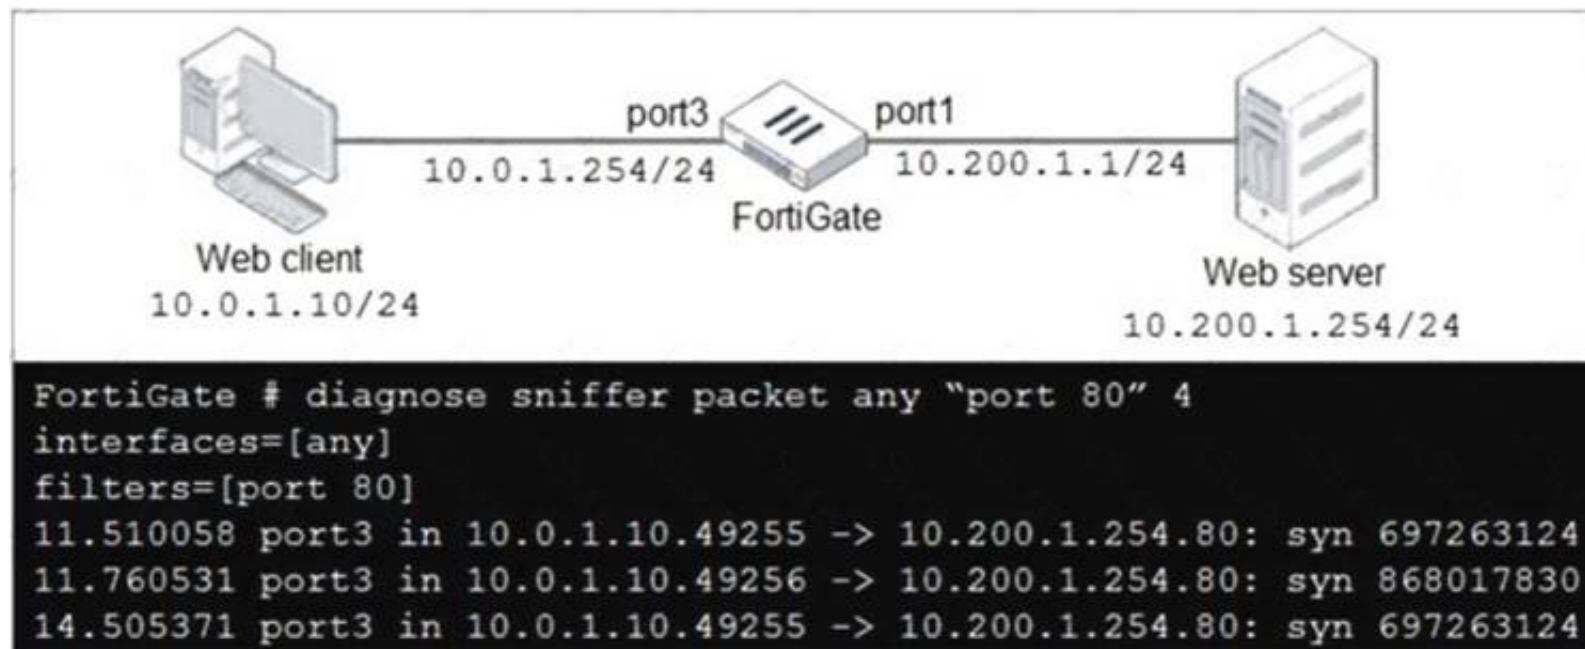 port3
port1
10.0.1.254/24
10.200.1.1/24
FortiGate
Web client
10.0.1.10/24
Web server
10.200.1.254/24
FortiGate # diagnose sniffer packet any “port 80” 4
interfaces=[any]
filters=[port 80]
11.510058 port3 in 10.0.1.10.49255 -> 10.200.1.254.80: syn 697263124
11.760531 port3 in 10.0.1.10.49256 -> 10.200.1.254.80: syn 868017830
14.505371 port3 in 10.0.1.10.49255 -> 10.200.1.254.80: syn 697263124